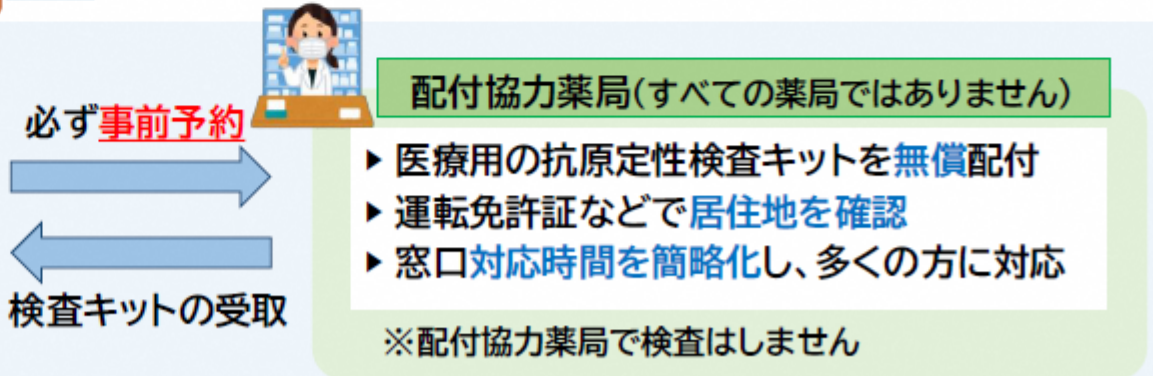 配付協力薬局(すべての薬局ではありません)
必ず事前予約
▶ 医療用の抗原定性検査キットを無償配付
▶ 運転免許証などで居住地を確認
▶ 窓口対応時間を簡略化し、多くの方に対応
検査キットの受取
※配付協力薬局で検査はしません